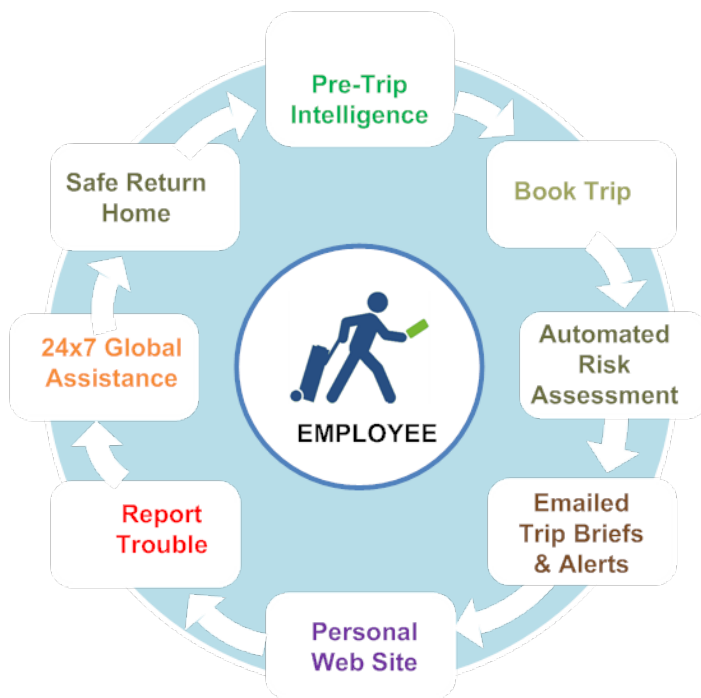 Pre-Trip
Intelligence
Book Trip
Automated
Risk
Assessment
Emailed
Trip Briefs
& Alerts
Personal
Web Site
Report
Trouble
24x7 Global
Assistance
Safe Return
Home
EMPLOYEE